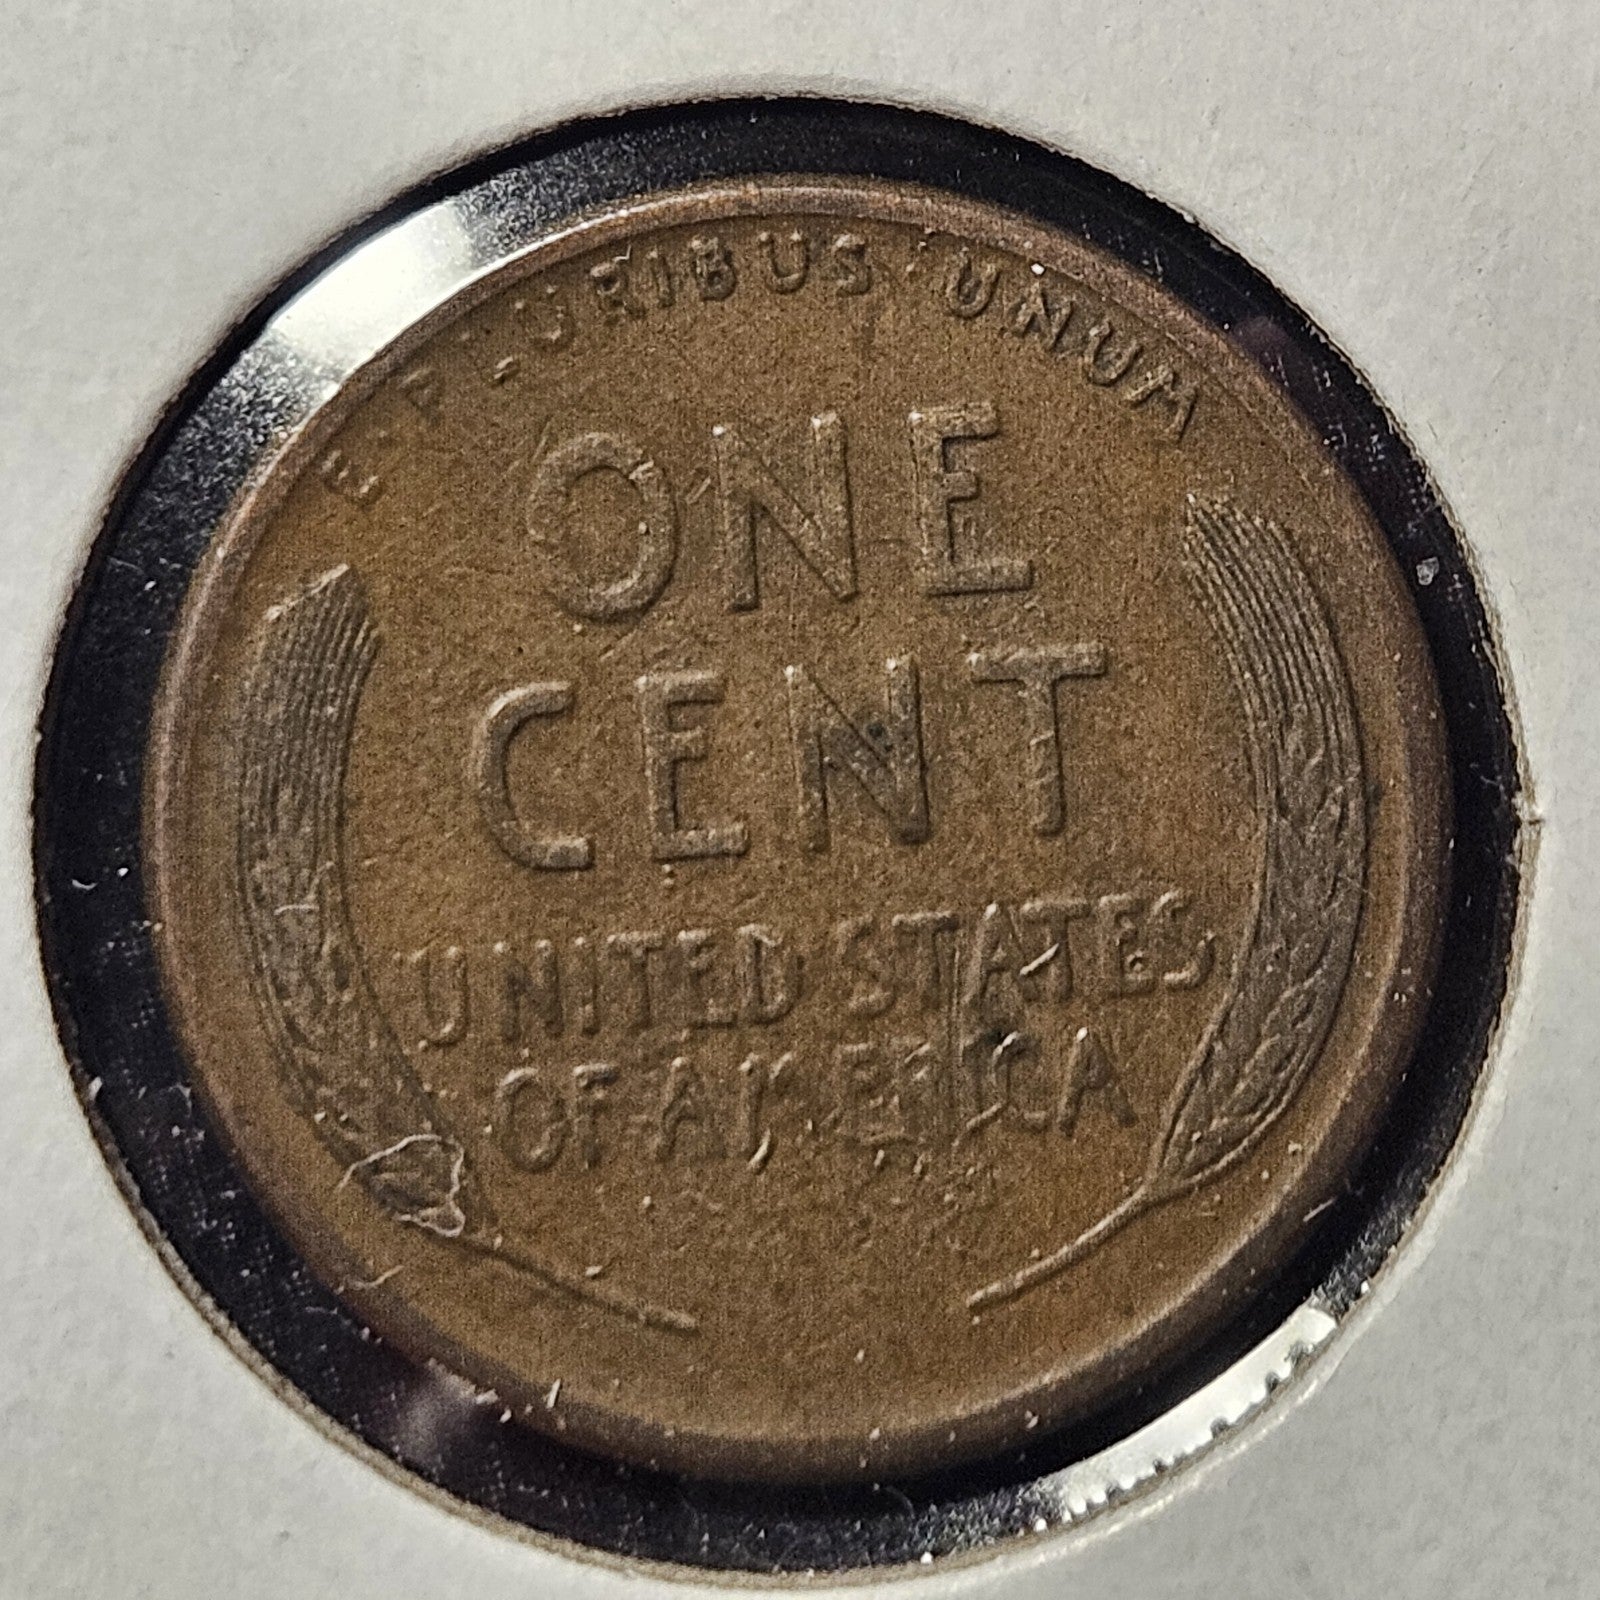 E · PLURIBUS · UNUM
ONE
CENT
UNITED STATES
OF AMERICA